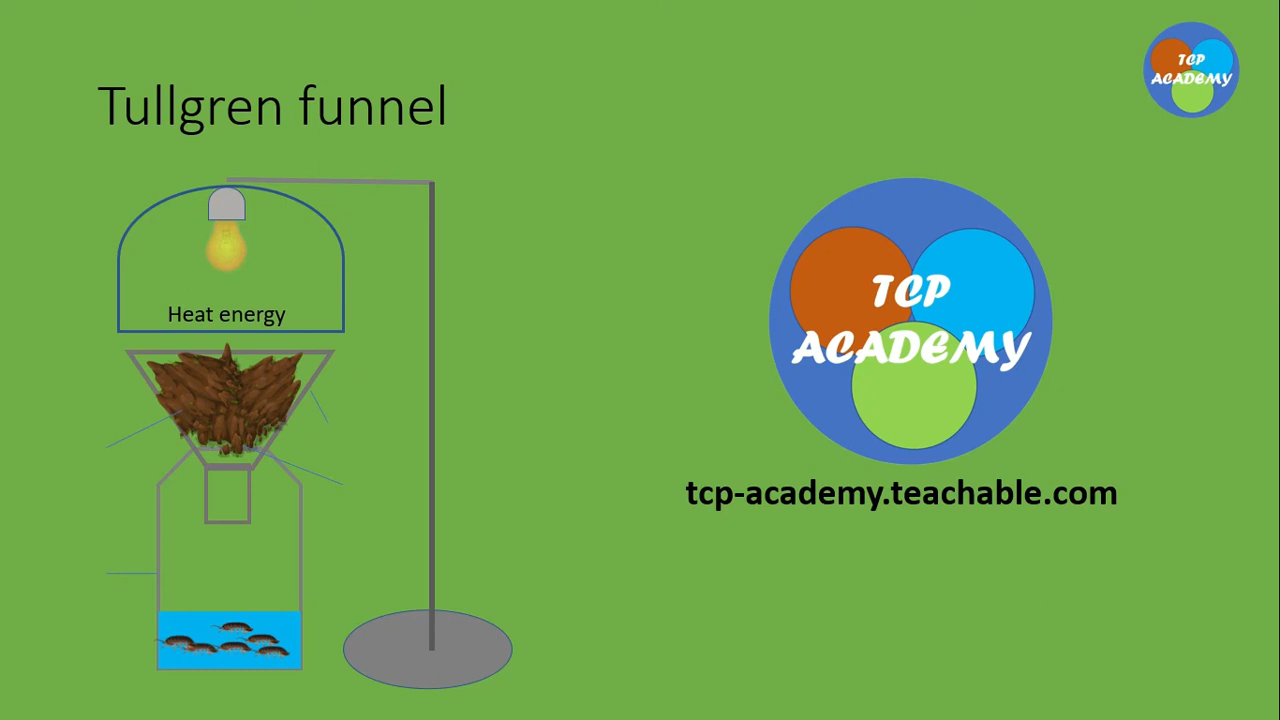 Tullgren funnel
TCP
ACADEMY
Heat energy
TCP
ACADEMY
tcp-academy.teachable.com